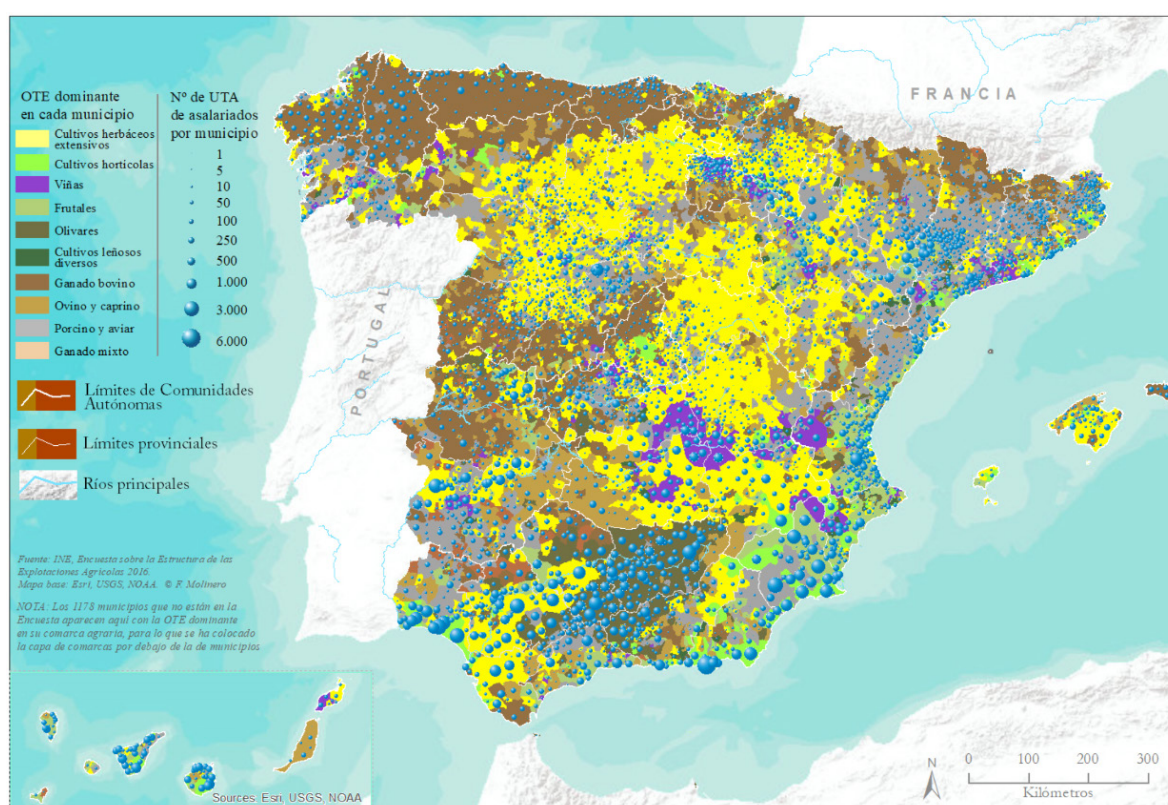 OTE dominante
en cada municipio
Cultivos herbáceos
extensivos
Cultivos hortícolas
Viñas
Frutales
Olivares
Cultivos leñosos
diversos
Ganado bovino
Ovino y caprino
Porcino y aviar
Ganado mixto
Nº de UTA
de asalariados
por municipio
1
5
10
50
100
250
500
1.000
3.000
6.000
Límites de Comunidades
Autónomas
Límites provinciales
Ríos principales
Fuente: INE, Encuesta sobre la Estructura de las
Explotaciones Agrícolas 2016.
Mapa base: Esri, USGS, NOAA. © F. Molinero
NOTA: Los 1178 municipios que no están en la
Encuesta aparecen aquí con la OTE dominante
en su comarca agraria, para lo que se ha colocado
la capa de comarcas por debajo de la de municipios
FRANCIA
PORTUGAL
Sources: Esri, USGS, NOAA
N
0 100 200 300
Kilómetros